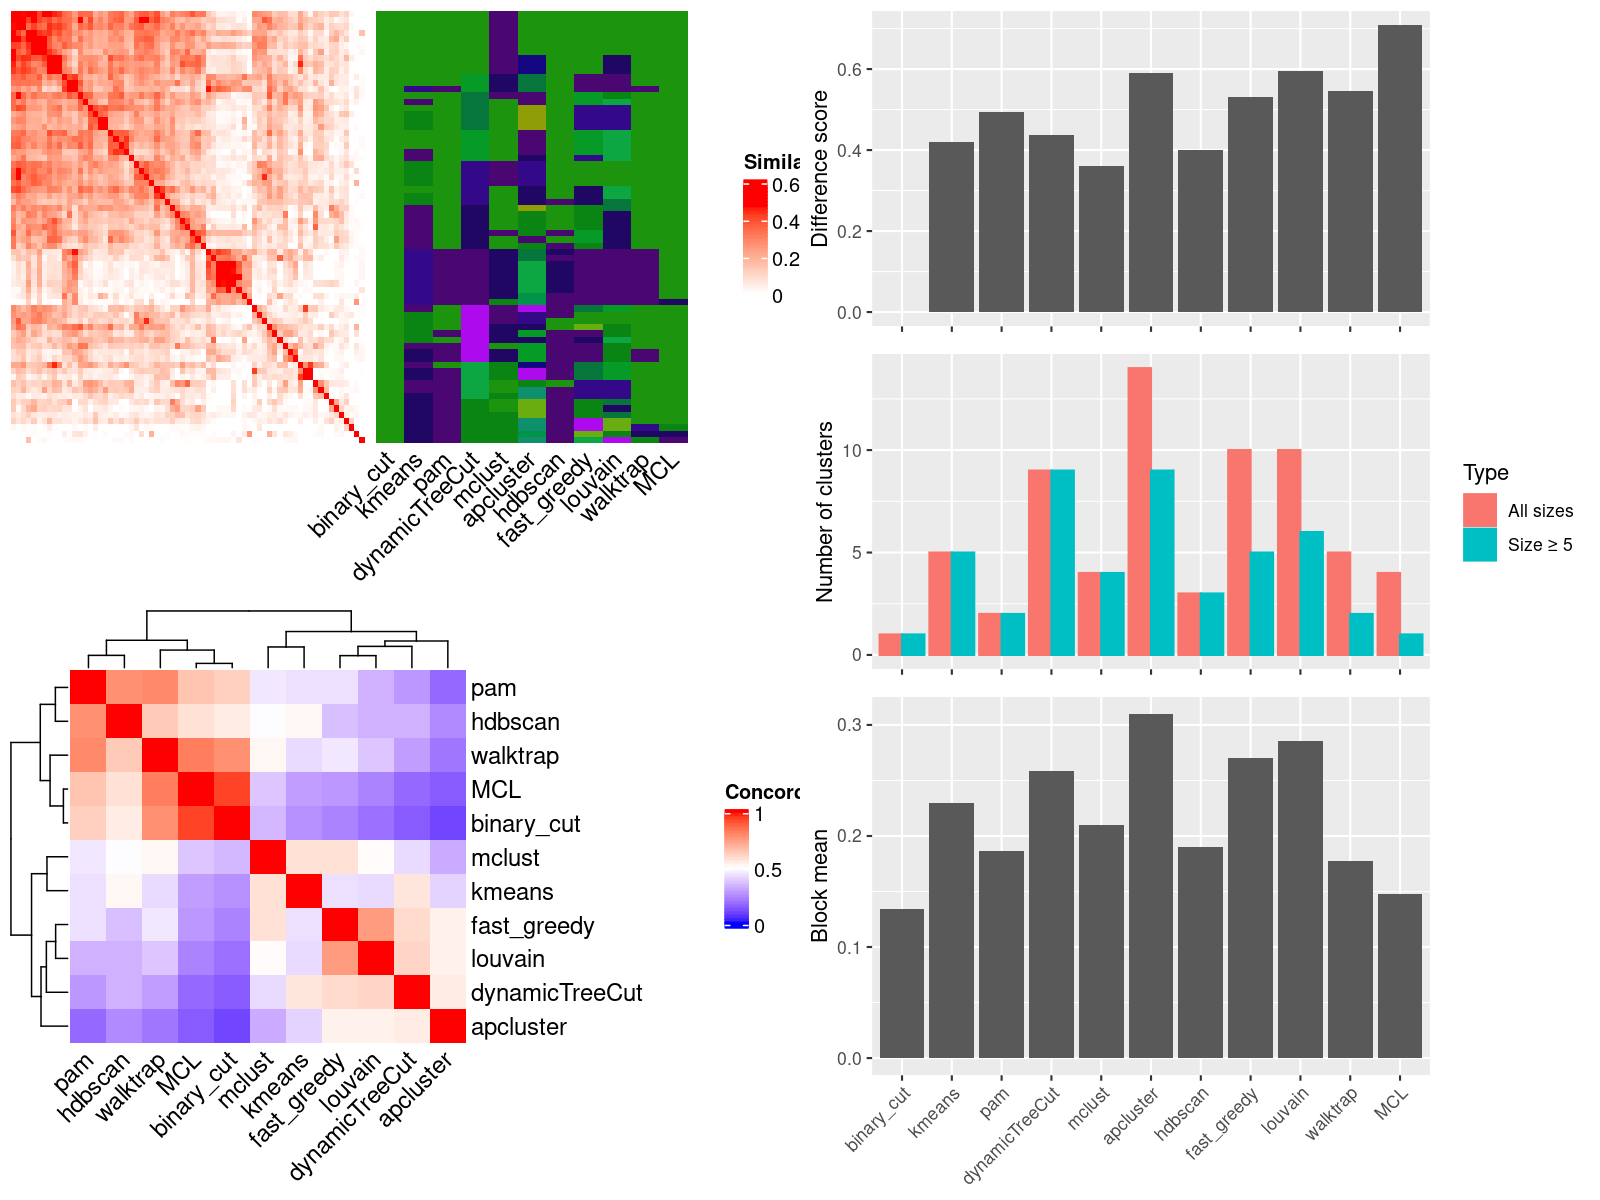 Simila
0.6
0.4
0.2
0
binary_cut
kmeans
pam
dynamicTreeCut
mclust
apcluster
hdbscan
fast_greedy
louvain
walktrap
MCL
pam
hdbscan
walktrap
MCL
binary_cut
mclust
kmeans
fast_greedy
louvain
dynamicTreeCut
apcluster
Concord
1
0.5
0
pam
hdbscan
walktrap
MCL
binary_cut
mclust
kmeans
fast_greedy
louvain
dynamicTreeCut
apcluster
Difference score
0.6
0.4
0.2
0.0
Number of clusters
10
5
0
Type
All sizes
Size ≥ 5
Block mean
0.3
0.2
0.1
0.0
binary_cut
kmeans
pam
dynamicTreeCut
mclust
apcluster
hdbscan
fast_greedy
louvain
walktrap
MCL